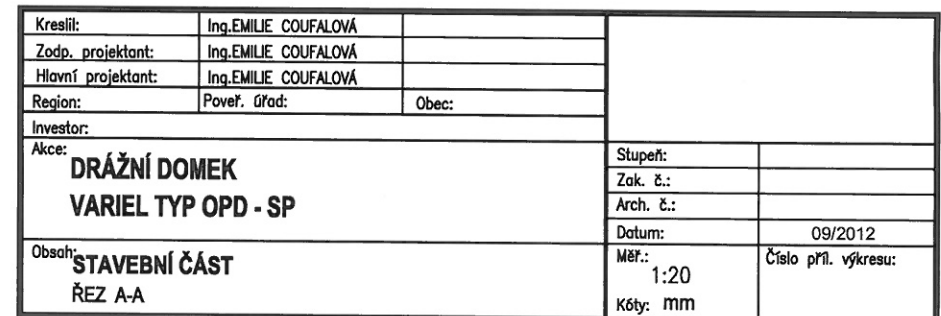 Kreslil: Ing.EMILIE COUFALOVÁ
Zodp. projektant: Ing.EMILIE COUFALOVÁ
Hlavní projektant: Ing.EMILIE COUFALOVÁ
Region: Poveř. úřad: Obec:
Investor:
Akce:
DRÁŽNÍ DOMEK
VARIEL TYP OPD - SP
Stupeň:
Zak. č.:
Arch. č.:
Datum: 09/2012
Obsah:
STAVEBNÍ ČÁST
ŘEZ A-A
Měř.:
1:20
Kóty: mm
Číslo příl. výkresu: